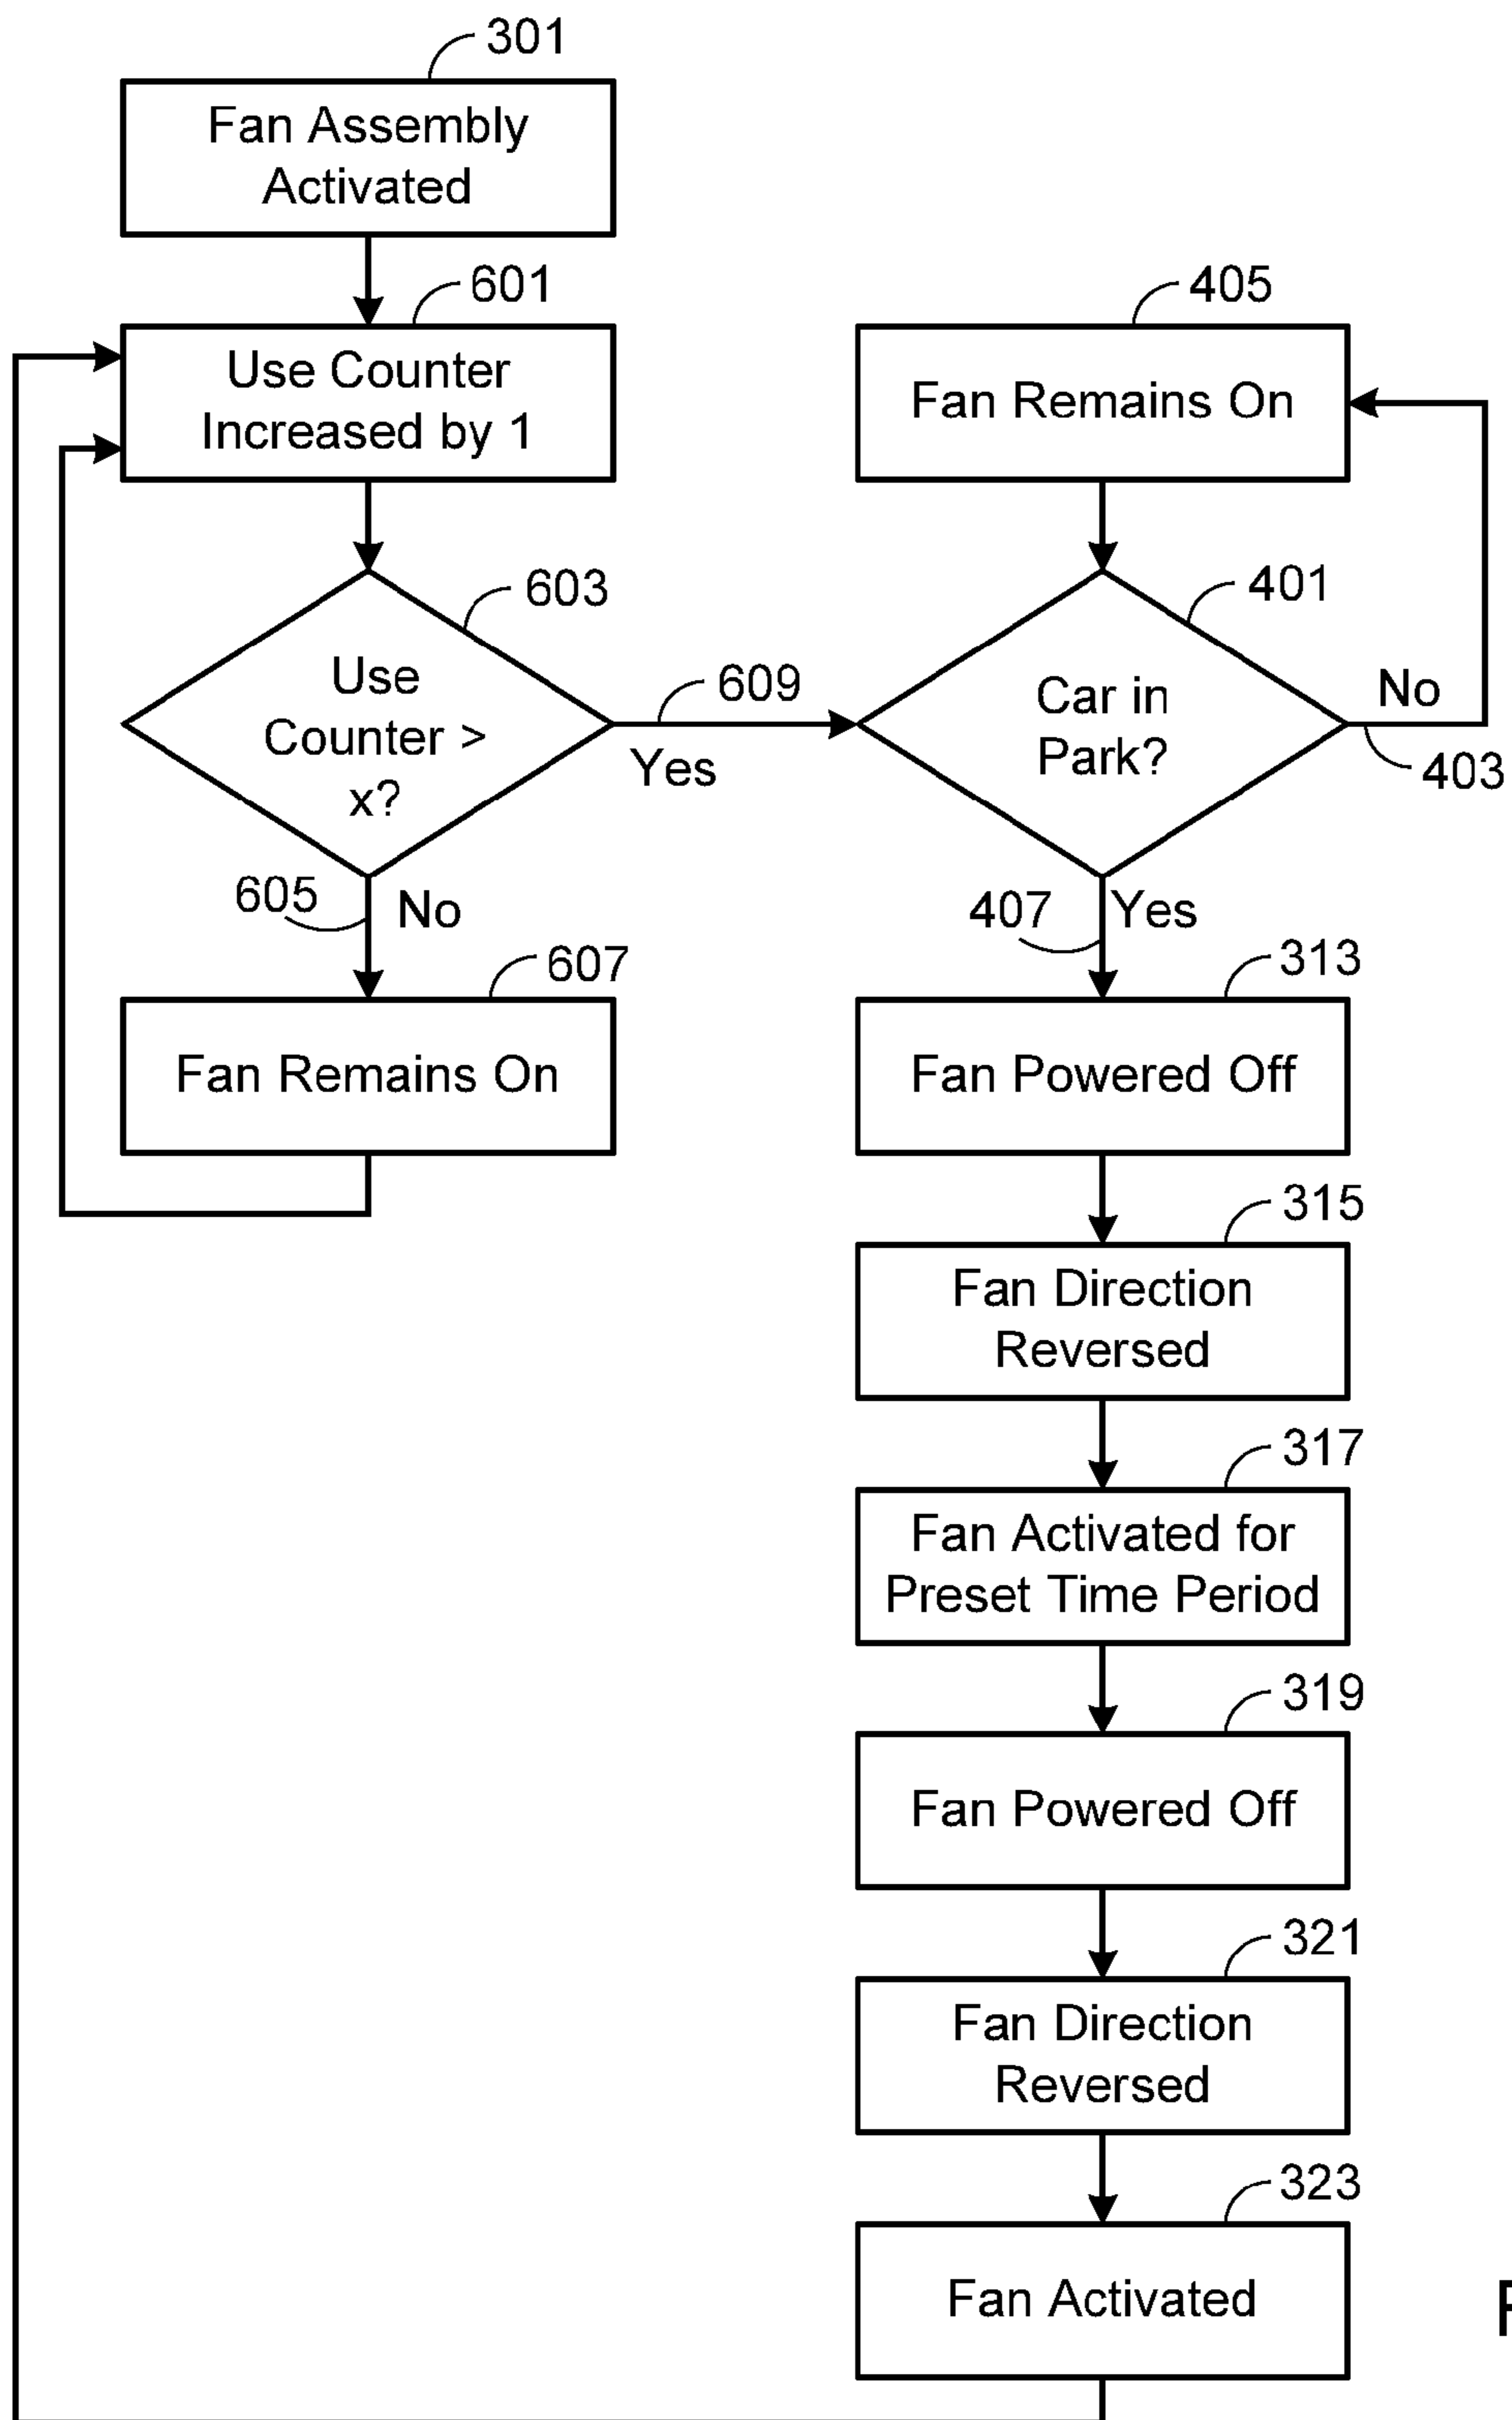 301
Fan Assembly
Activated
601
Use Counter
Increased by 1
603
Use
Counter >
x?
609
Yes
605
No
607
Fan Remains On
405
Fan Remains On
401
Car in
Park?
No
403
407
Yes
313
Fan Powered Off
315
Fan Direction
Reversed
317
Fan Activated for
Preset Time Period
319
Fan Powered Off
321
Fan Direction
Reversed
323
Fan Activated